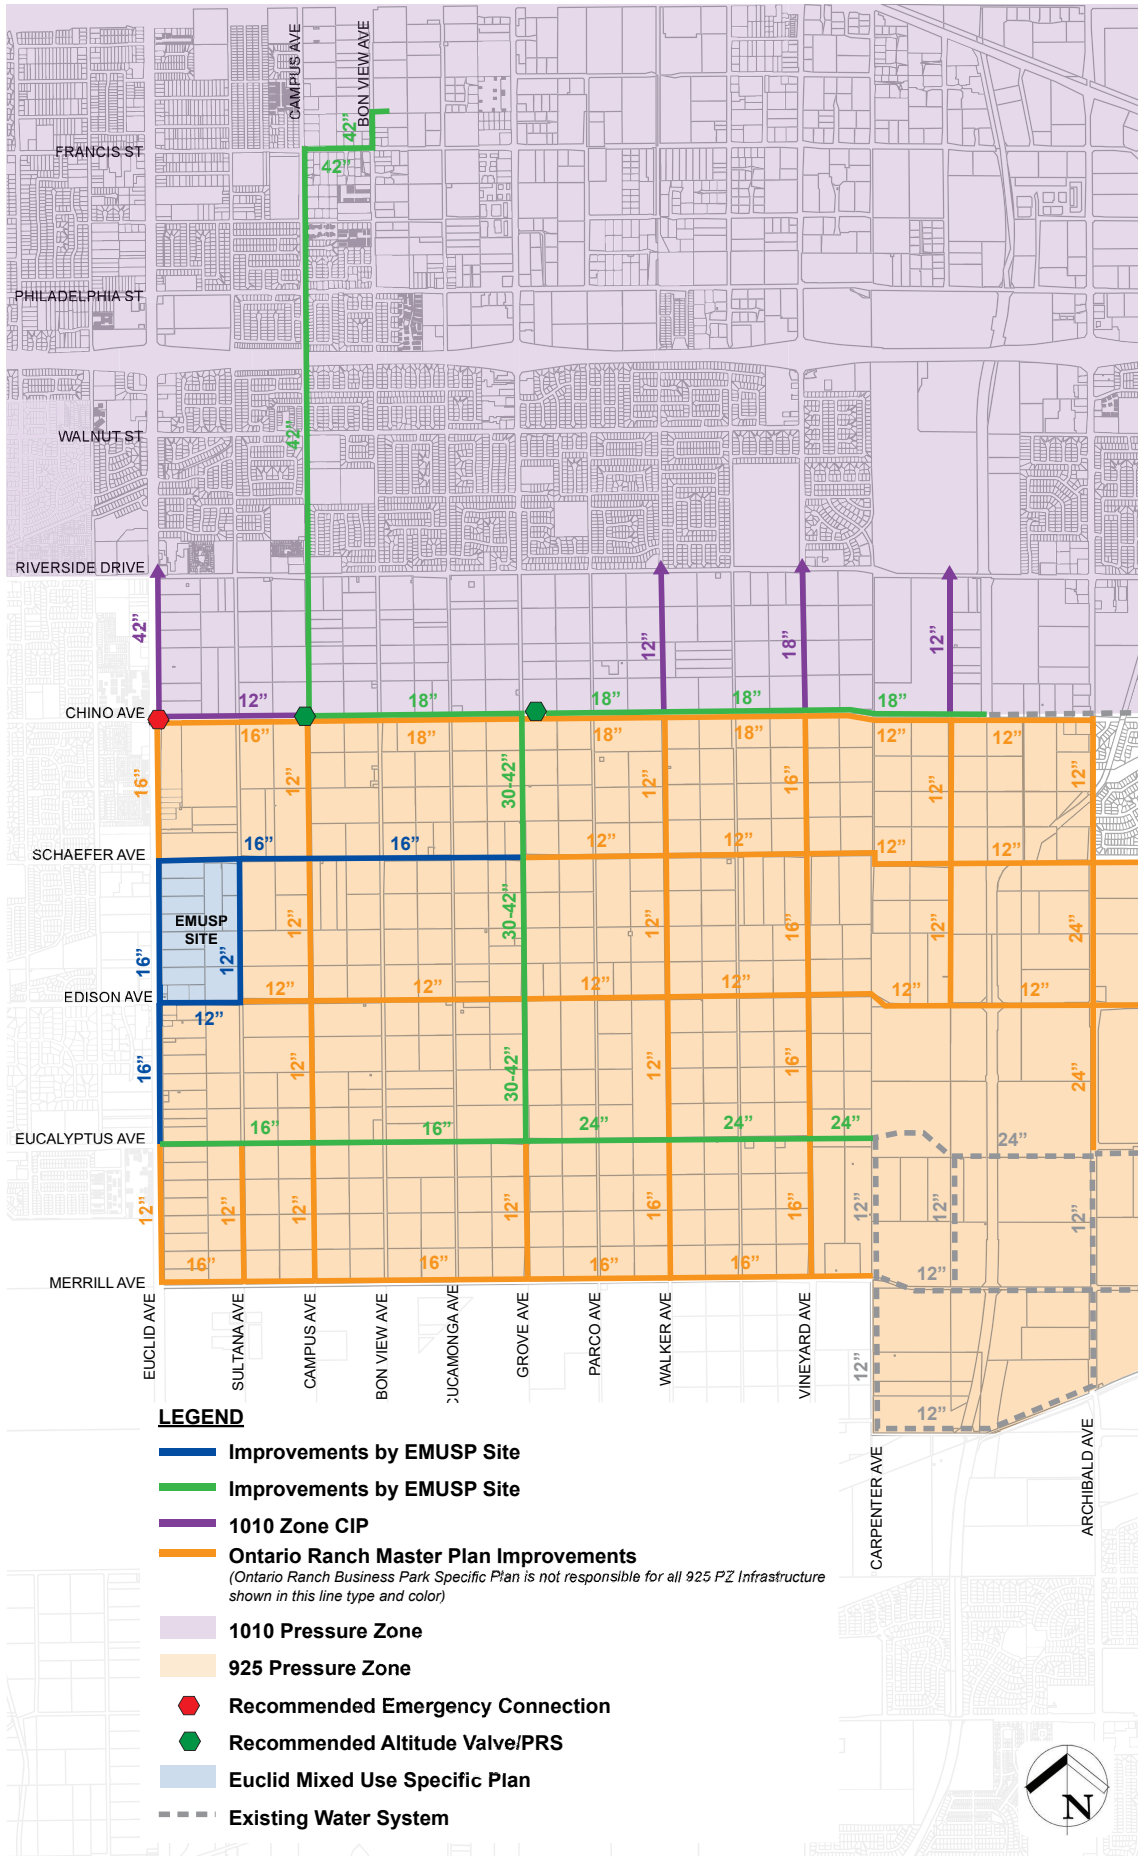 CAMPUS AVE
BON VIEW AVE
42”
FRANCIS ST
42”
PHILADELPHIA ST
WALNUT ST
42”
RIVERSIDE DRIVE
42”
12”
18”
12”
12”
18”
18”
18”
18”
CHINO AVE
16”
18”
18”
18”
12”
12”
16”
12”
30-42”
12”
16”
12”
12”
SCHAEFER AVE
16”
16”
12”
12”
12”
12”
EMUSP
SITE
16”
12”
12”
30-42”
12”
16”
12”
24”
EDISON AVE
12”
12”
12”
12”
12”
12”
12”
16”
12”
30-42”
12”
16”
24”
EUCALYPTUS AVE
16”
16”
24”
24”
24”
24”
12”
12”
12”
12”
16”
16”
12”
12”
12”
MERRILL AVE
16”
16”
16”
16”
12”
EUCLID AVE
SULTANA AVE
CAMPUS AVE
BON VIEW AVE
CUCAMONGA AVE
GROVE AVE
PARCO AVE
WALKER AVE
VINEYARD AVE
12”
12”
CARPENTER AVE
ARCHIBALD AVE
LEGEND
Improvements by EMUSP Site
Improvements by EMUSP Site
1010 Zone CIP
Ontario Ranch Master Plan Improvements
(Ontario Ranch Business Park Specific Plan is not responsible for all 925 PZ Infrastructure
shown in this line type and color)
1010 Pressure Zone
925 Pressure Zone
Recommended Emergency Connection
Recommended Altitude Valve/PRS
Euclid Mixed Use Specific Plan
Existing Water System
N